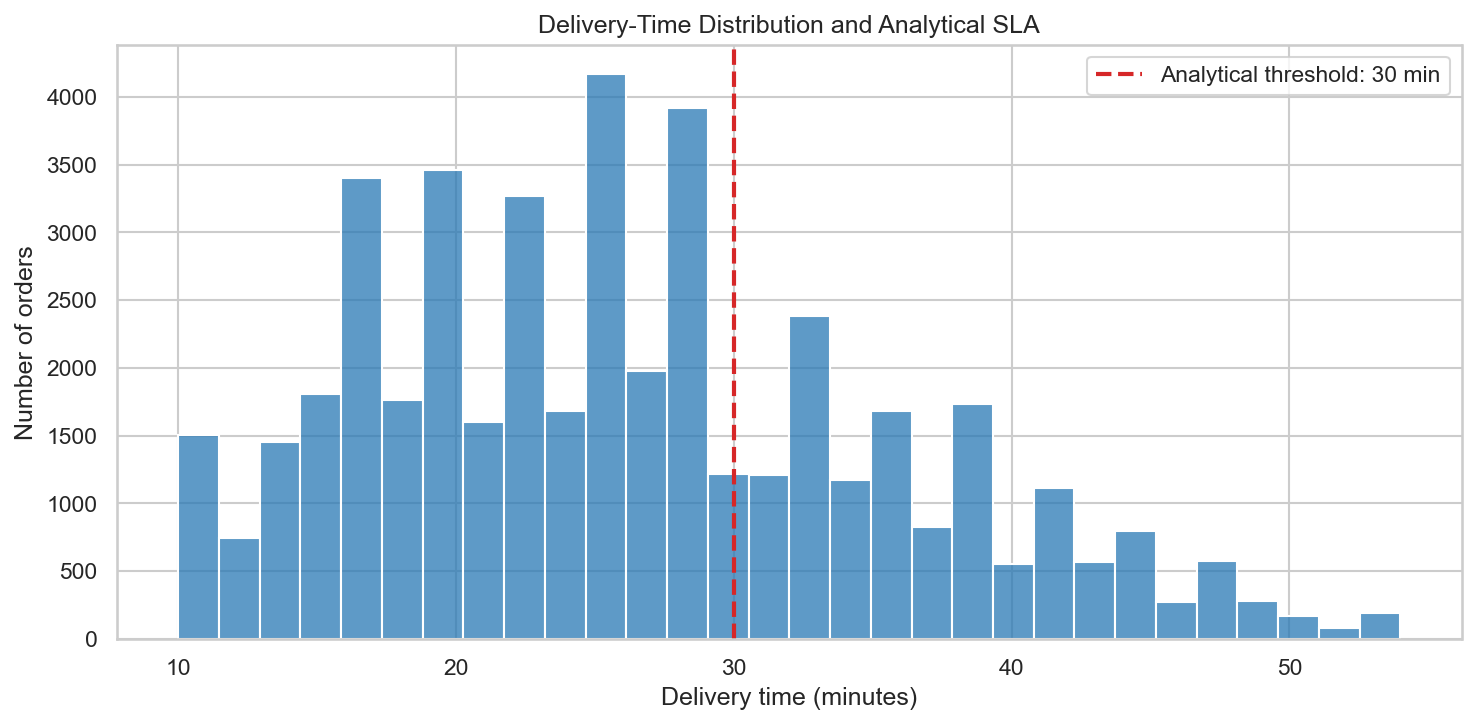 Delivery-Time Distribution and Analytical SLA
Analytical threshold: 30 min
Number of orders
4000
3500
3000
2500
2000
1500
1000
500
0
10 20 30 40 50
Delivery time (minutes)